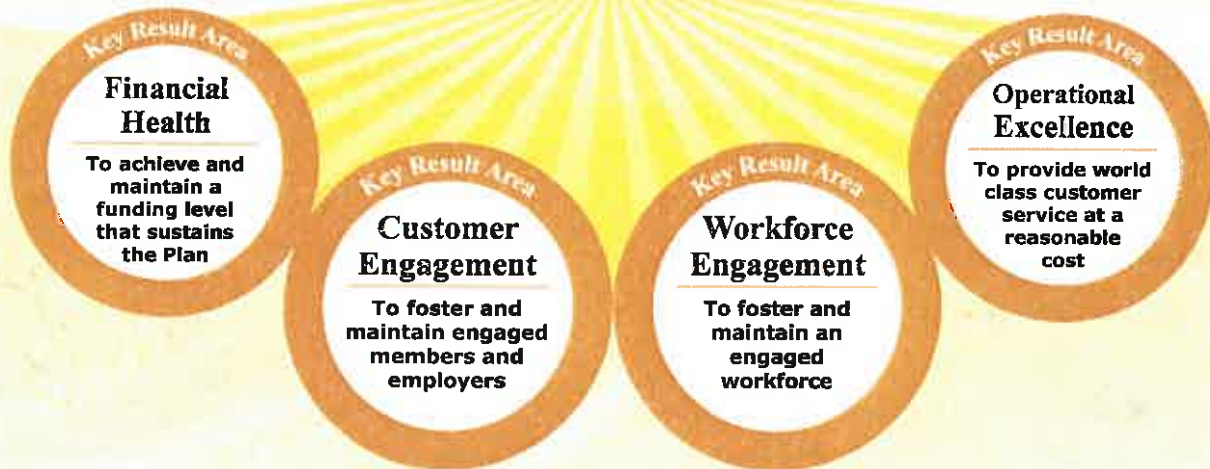 Key Result Area
Financial
Health
To achieve and
maintain a
funding level
that sustains
the Plan
Key Result Area
Customer
Engagement
To foster and
maintain engaged
members and
employers
Key Result Area
Workforce
Engagement
To foster and
maintain an
engaged
workforce
Key Result Area
Operational
Excellence
To provide world
class customer
service at a
reasonable
cost